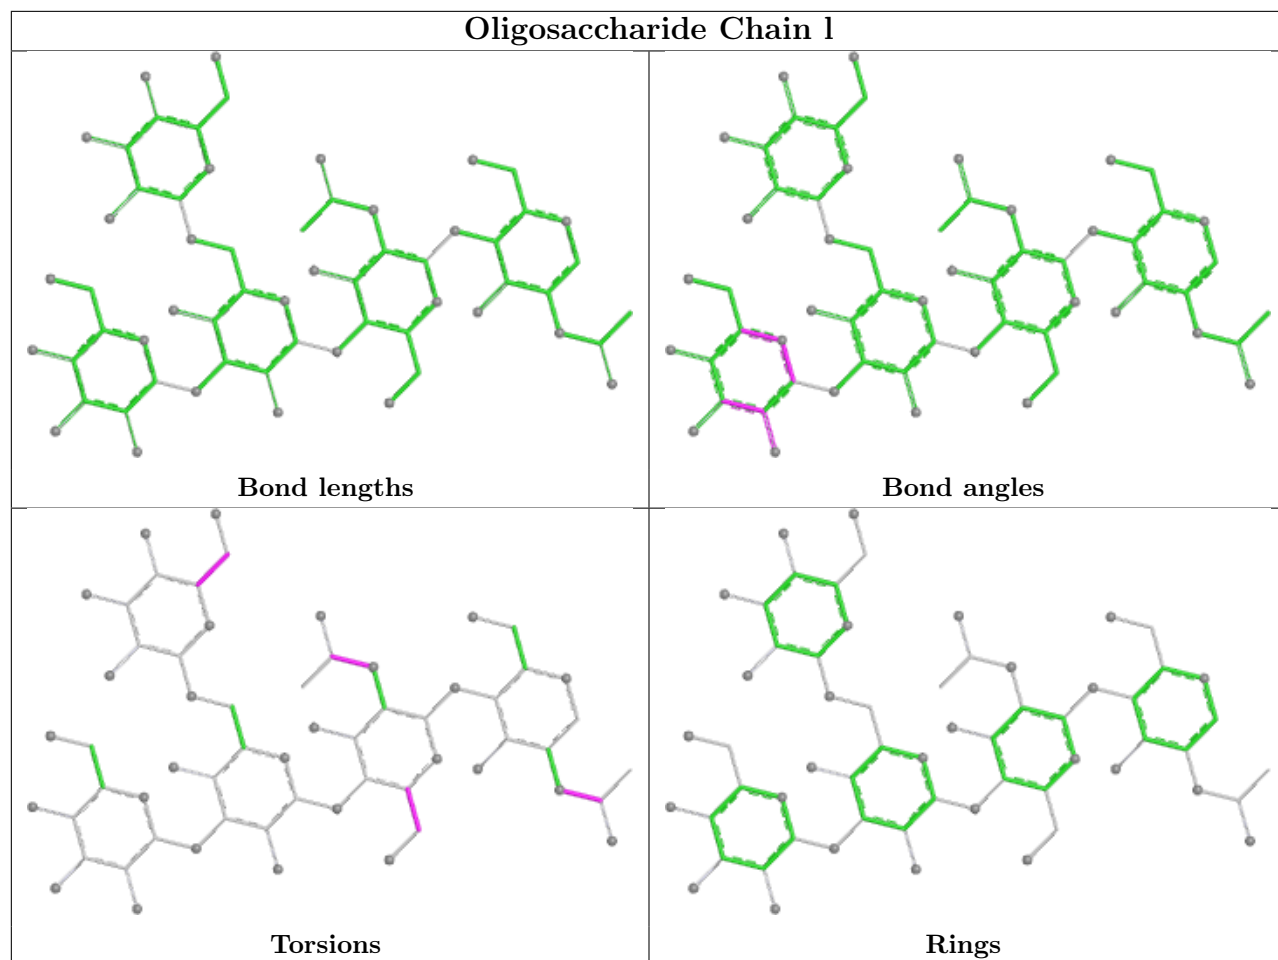 Oligosaccharide Chain l
Bond lengths
Bond angles
Torsions
Rings